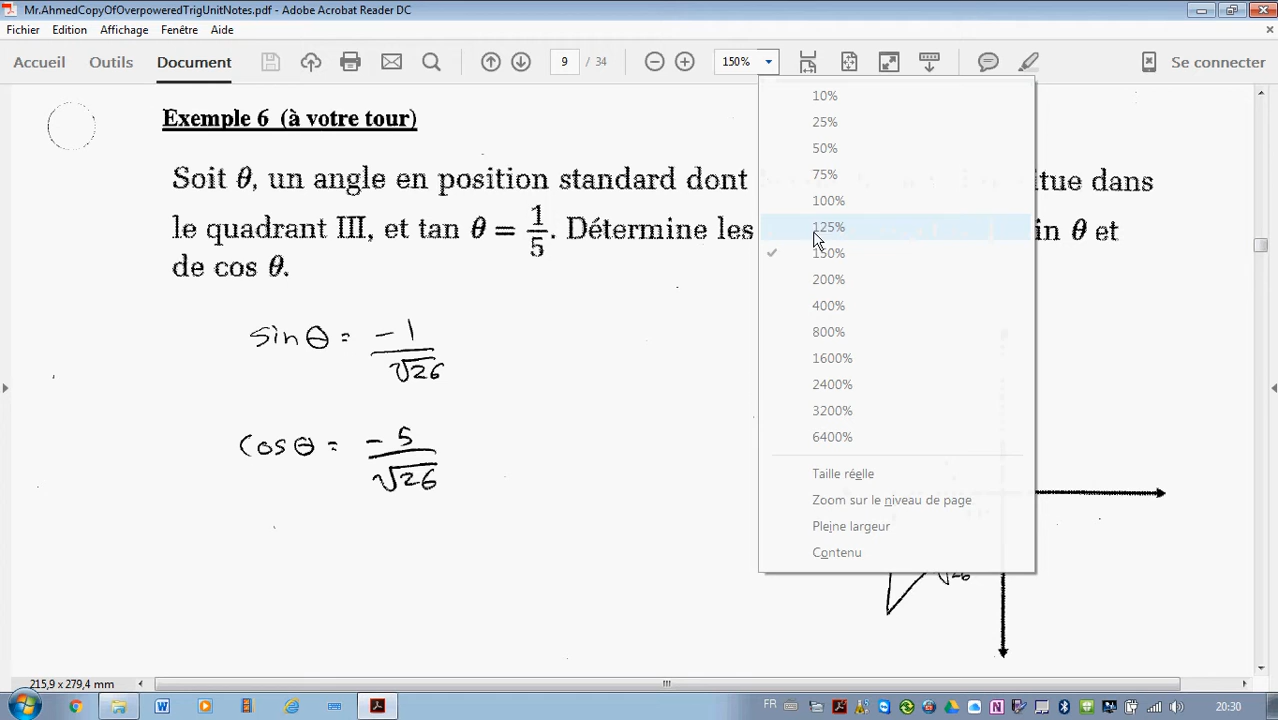 Mr.AhmedCopyOfOverpoweredTrigUnitNotes.pdf - Adobe Acrobat Reader DC
Fichier Edition Affichage Fenêtre Aide
Accueil Outils Document 9 / 34 150% Se connecter
Exemple 6 (à votre tour)
Soit θ, un angle en position standard dont tue dans
le quadrant III, et tan θ = 1/5. Détermine les in θ et
de cos θ.
sin θ = -1/√26
cos θ = -5/√26
10%
25%
50%
75%
100%
125%
150%
200%
400%
800%
1600%
2400%
3200%
6400%
Taille réelle
Zoom sur le niveau de page
Pleine largeur
Contenu
√26
215,9 x 279,4 mm
FR 20:30